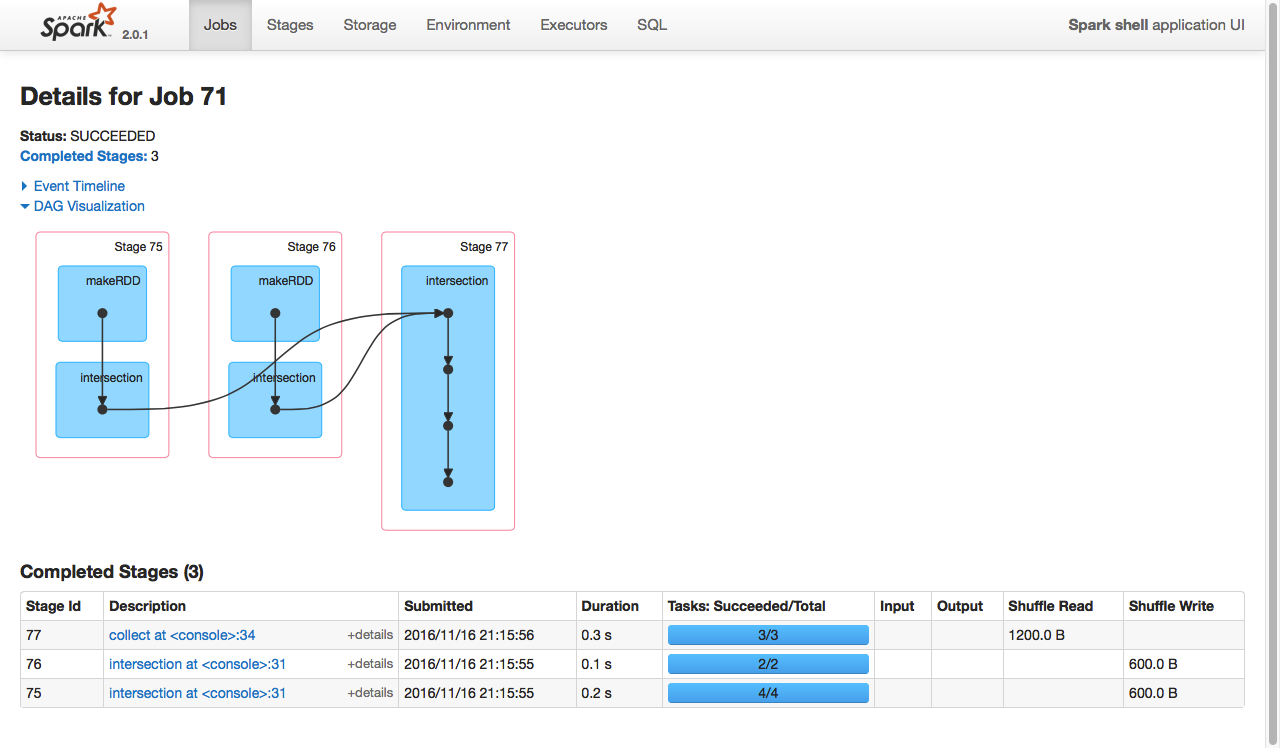 APACHE
Spark 2.0.1 Jobs Stages Storage Environment Executors SQL Spark shell application UI
Details for Job 71
Status: SUCCEEDED
Completed Stages: 3
Event Timeline
DAG Visualization
Stage 75 Stage 76 Stage 77
makeRDD makeRDD intersection
intersection intersection
Completed Stages (3)
Stage Id Description Submitted Duration Tasks: Succeeded/Total Input Output Shuffle Read Shuffle Write
77 collect at <console>:34 +details 2016/11/16 21:15:56 0.3 s 3/3 1200.0 B
76 intersection at <console>:31 +details 2016/11/16 21:15:55 0.1 s 2/2 600.0 B
75 intersection at <console>:31 +details 2016/11/16 21:15:55 0.2 s 4/4 600.0 B